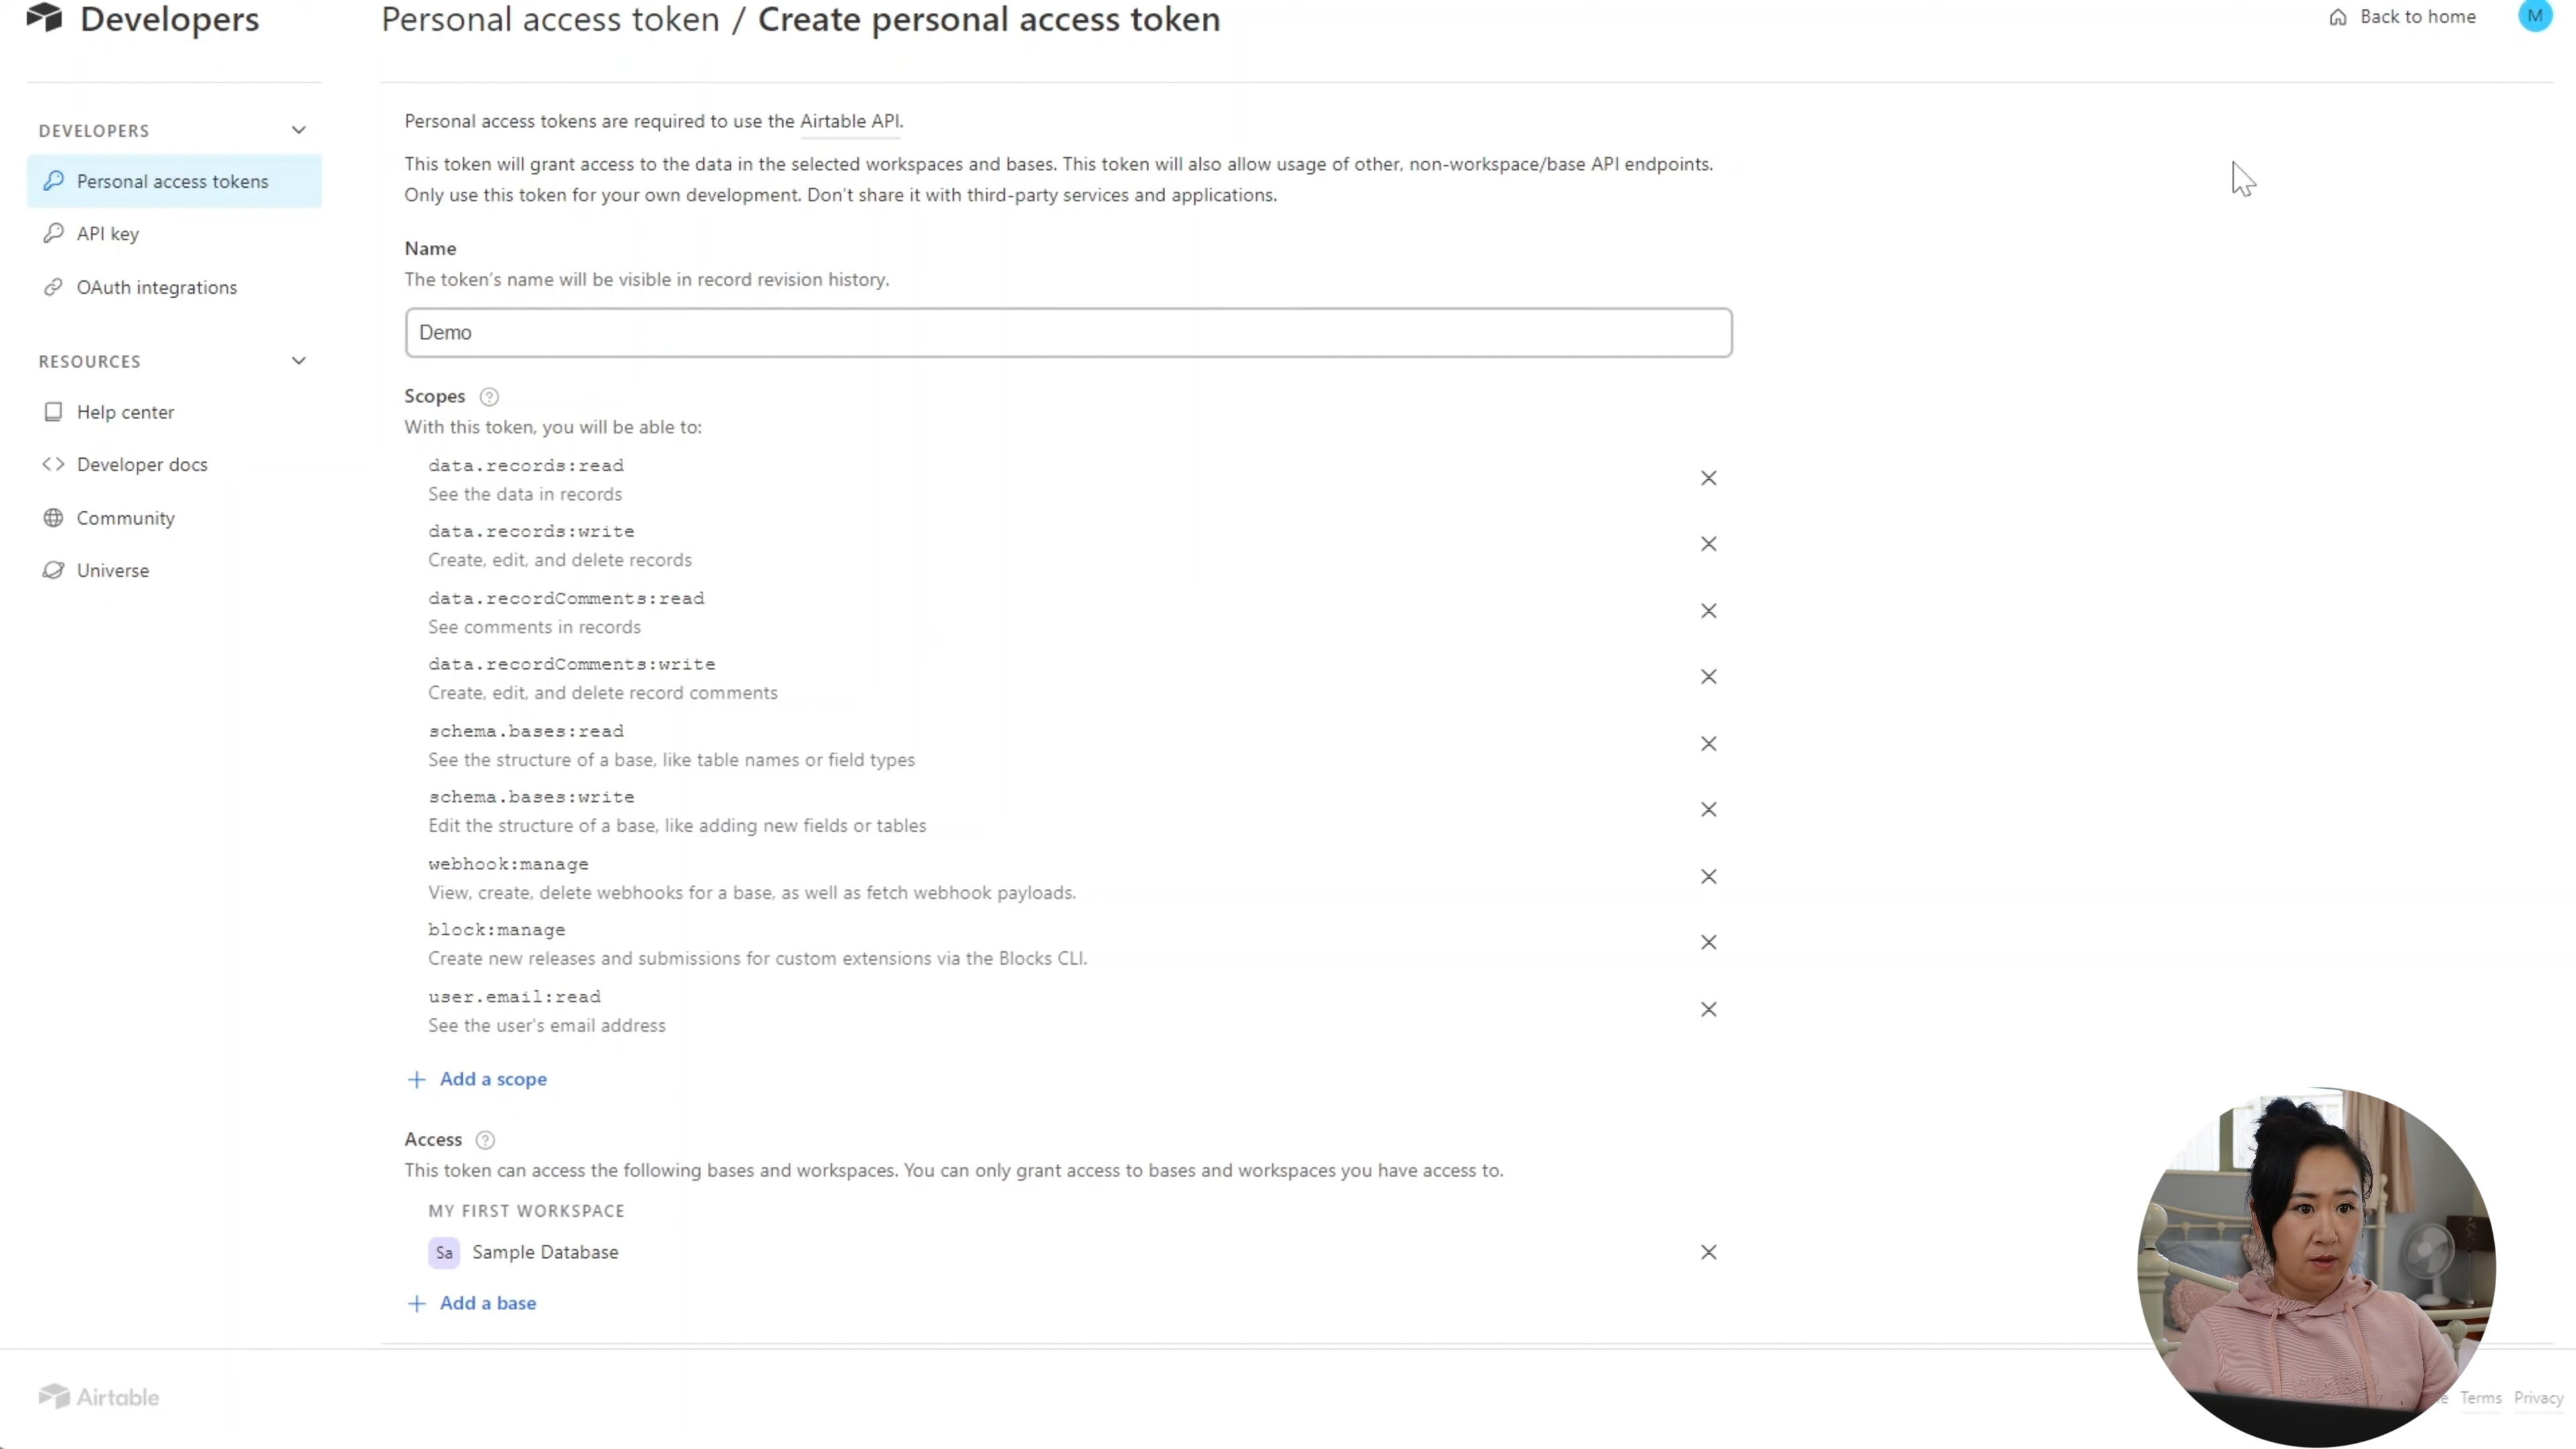 Developers
Personal access token / Create personal access token
Back to home
M
DEVELOPERS
Personal access tokens
API key
OAuth integrations
RESOURCES
Help center
Developer docs
Community
Universe
Personal access tokens are required to use the Airtable API.
This token will grant access to the data in the selected workspaces and bases. This token will also allow usage of other, non-workspace/base API endpoints.
Only use this token for your own development. Don't share it with third-party services and applications.
Name
The token's name will be visible in record revision history.
Demo
Scopes ?
With this token, you will be able to:
data.records:read
See the data in records
data.records:write
Create, edit, and delete records
data.recordComments:read
See comments in records
data.recordComments:write
Create, edit, and delete record comments
schema.bases:read
See the structure of a base, like table names or field types
schema.bases:write
Edit the structure of a base, like adding new fields or tables
webhook:manage
View, create, delete webhooks for a base, as well as fetch webhook payloads.
block:manage
Create new releases and submissions for custom extensions via the Blocks CLI.
user.email:read
See the user's email address
+ Add a scope
Access ?
This token can access the following bases and workspaces. You can only grant access to bases and workspaces you have access to.
MY FIRST WORKSPACE
Sa Sample Database
+ Add a base
Airtable
Terms Privacy